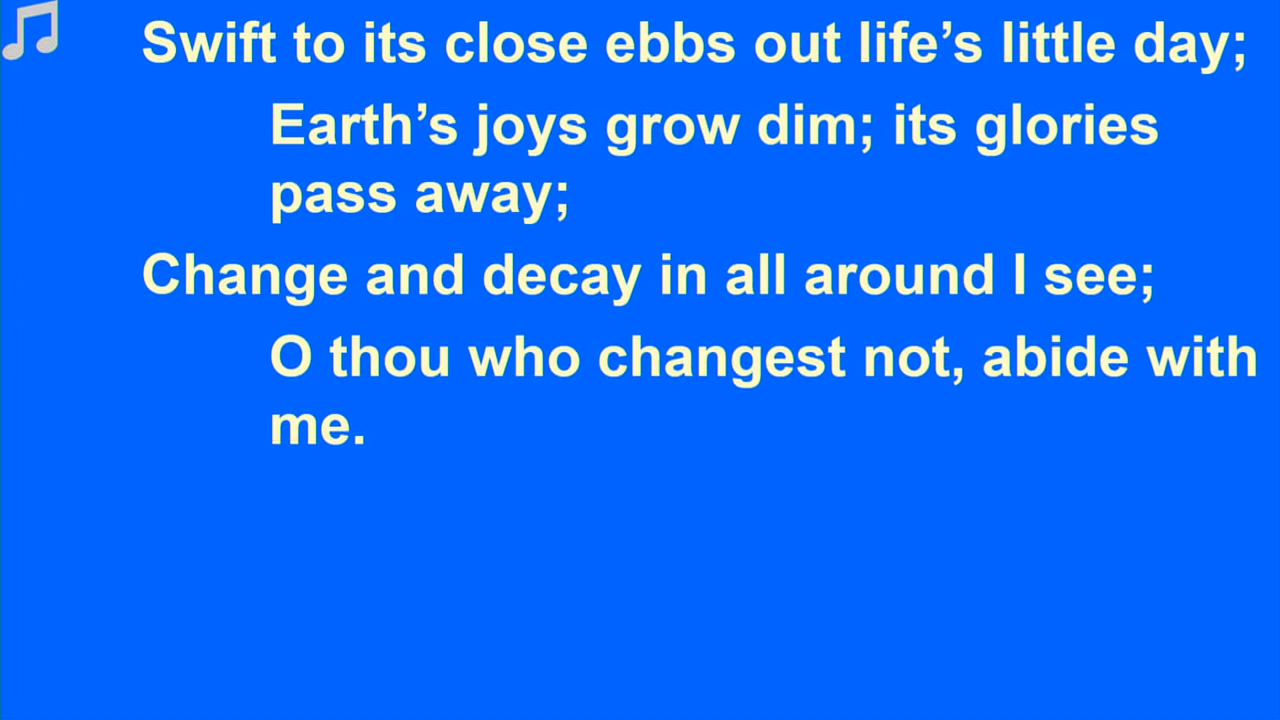 Swift to its close ebbs out life’s little day;
Earth’s joys grow dim; its glories
pass away;
Change and decay in all around I see;
O thou who changest not, abide with
me.